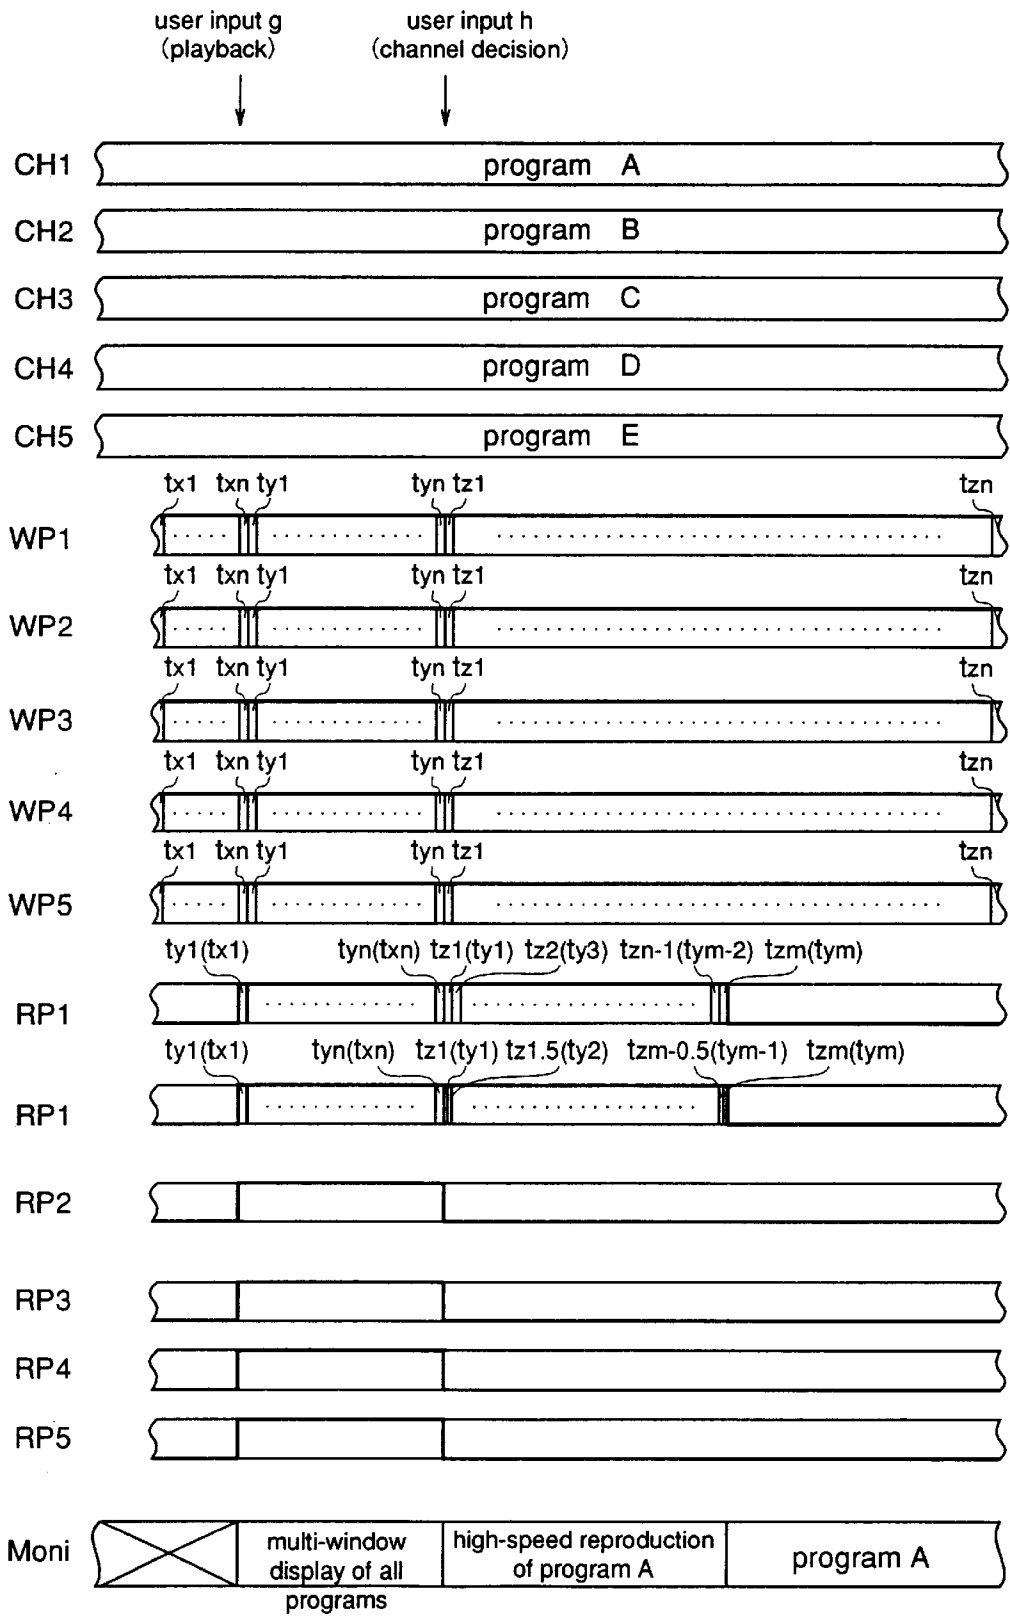 user input g user input h
(playback) (channel decision)
CH1 program A
CH2 program B
CH3 program C
CH4 program D
CH5 program E
tx1 txn ty1 tyn tz1 tzn
WP1
tx1 txn ty1 tyn tz1 tzn
WP2
tx1 txn ty1 tyn tz1 tzn
WP3
tx1 txn ty1 tyn tz1 tzn
WP4
tx1 txn ty1 tyn tz1 tzn
WP5
ty1(tx1) tyn(txn) tz1(ty1) tz2(ty3) tzn-1(tym-2) tzm(tym)
RP1
ty1(tx1) tyn(txn) tz1(ty1) tz1.5(ty2) tzm-0.5(tym-1) tzm(tym)
RP1
RP2
RP3
RP4
RP5
Moni
multi-window
display of all
programs
high-speed reproduction
of program A
program A